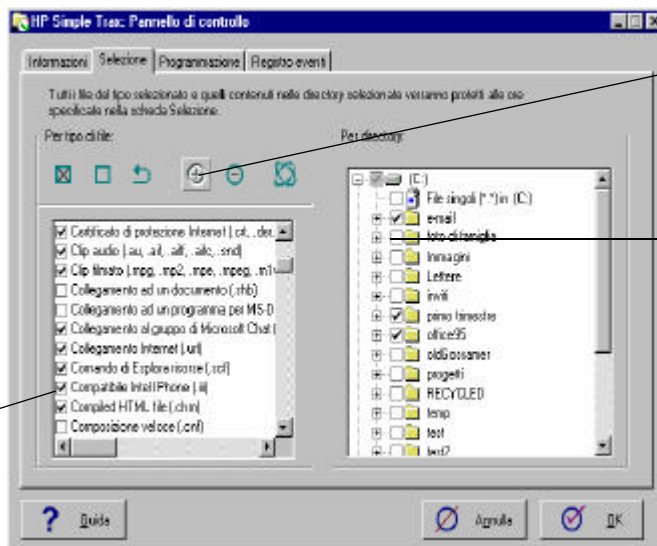 HP Simple Trax: Pannello di controllo
Informazioni Selezione Programmazione Registro eventi
Tutti i file del tipo selezionato e quelli contenuti nelle directory selezionate verranno protetti alle ore
specificate nella scheda Selezione.
Per tipo di file:
Certificato di protezione Internet (.crt, .der,
Clip audio (.au, .aif, .aiff, .aifc, .snd)
Clip filmato (.mpg, .mp2, .mpe, .mpeg, .m1v
Collegamento ad un documento (.shb)
Collegamento ad un programma per MS-D
Collegamento al gruppo di Microsoft Chat (
Collegamento Internet (.url)
Comando di Esplora risorse (.scf)
Compatibile Intel IPhone (.iii)
Compiled HTML file (.chm)
Composizione veloce (.cnf)
Per directory:
(C:)
File singoli (*.*) in (C:)
e-mail
foto di famiglia
Immagini
Lettere
inviti
primo trimestre
office95
oldGossamer
progetti
RECYCLED
temp
test
test2
? Guida
Annulla
OK